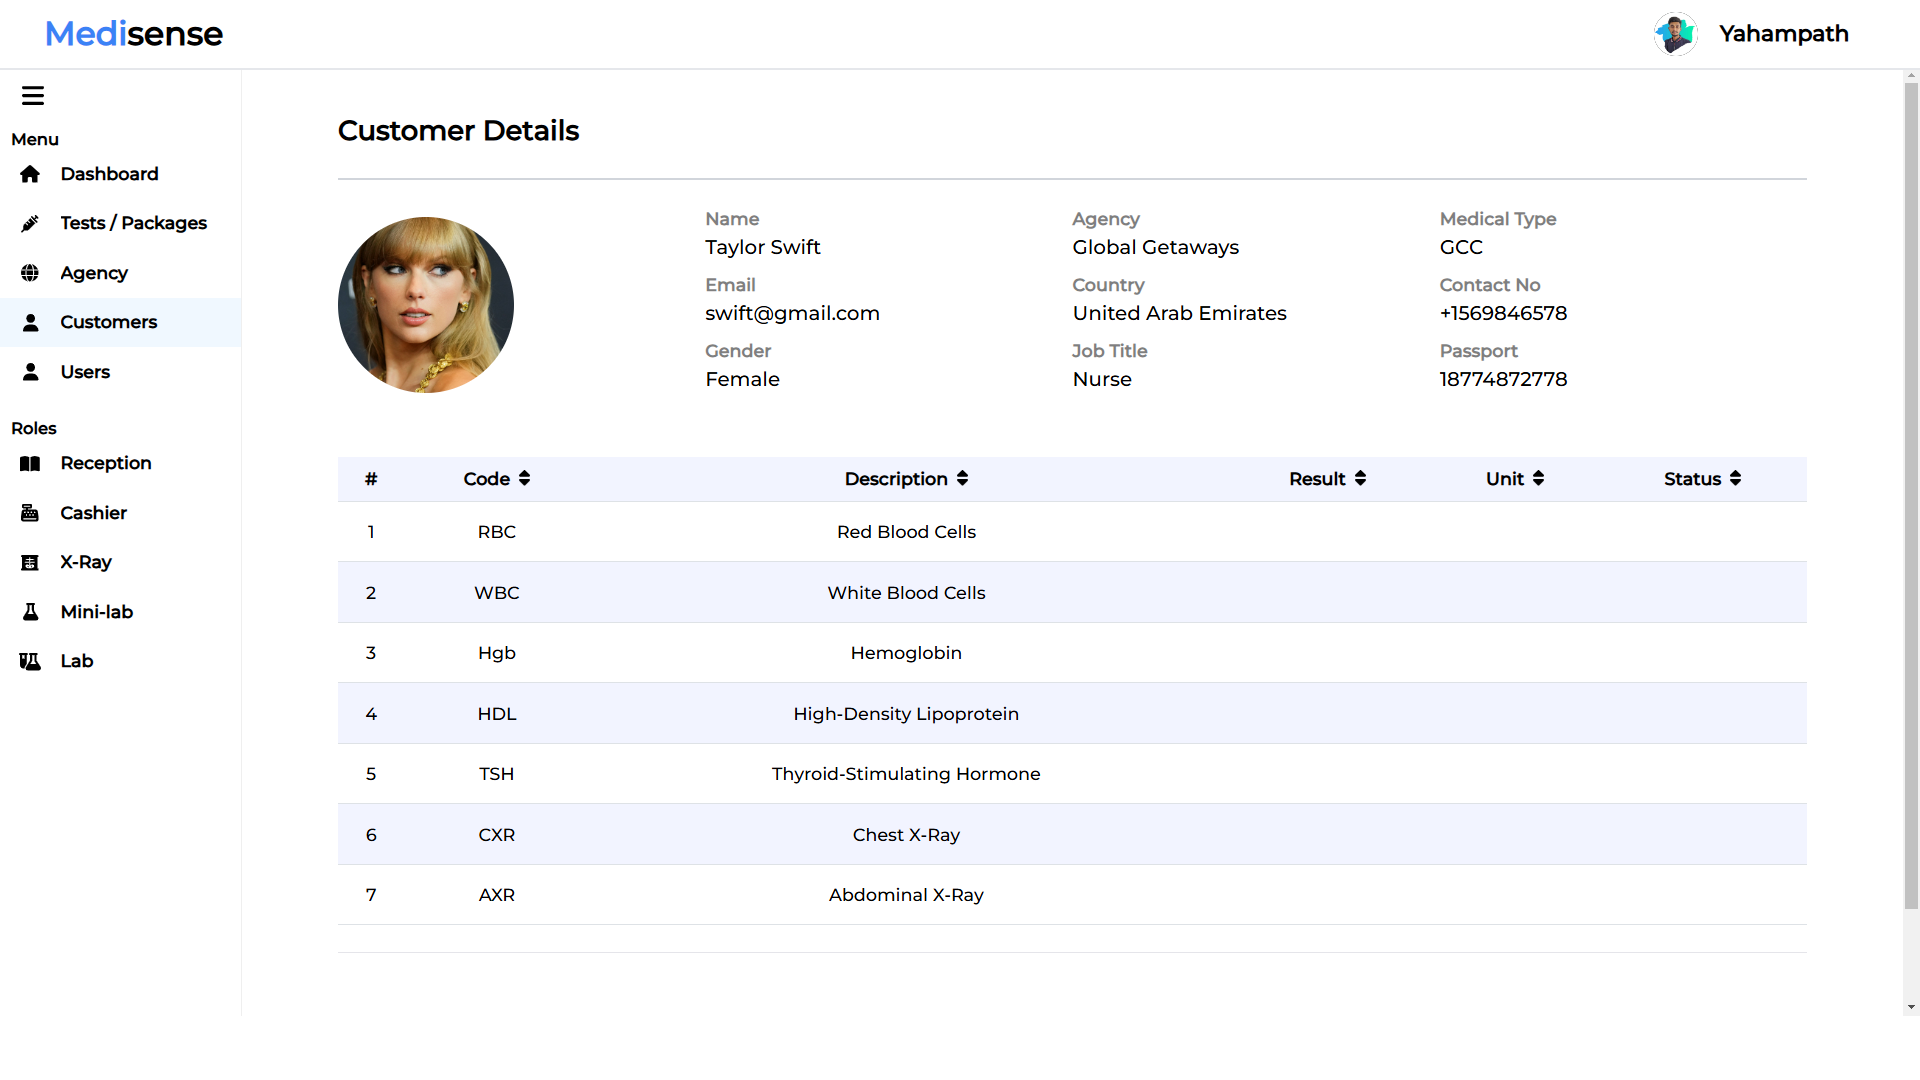 Medisense
Yahampath
Menu
Dashboard
Tests / Packages
Agency
Customers
Users
Roles
Reception
Cashier
X-Ray
Mini-lab
Lab
Customer Details
Name
Taylor Swift
Agency
Global Getaways
Medical Type
GCC
Email
swift@gmail.com
Country
United Arab Emirates
Contact No
+1569846578
Gender
Female
Job Title
Nurse
Passport
18774872778
# Code Description Result Unit Status
1 RBC Red Blood Cells
2 WBC White Blood Cells
3 Hgb Hemoglobin
4 HDL High-Density Lipoprotein
5 TSH Thyroid-Stimulating Hormone
6 CXR Chest X-Ray
7 AXR Abdominal X-Ray